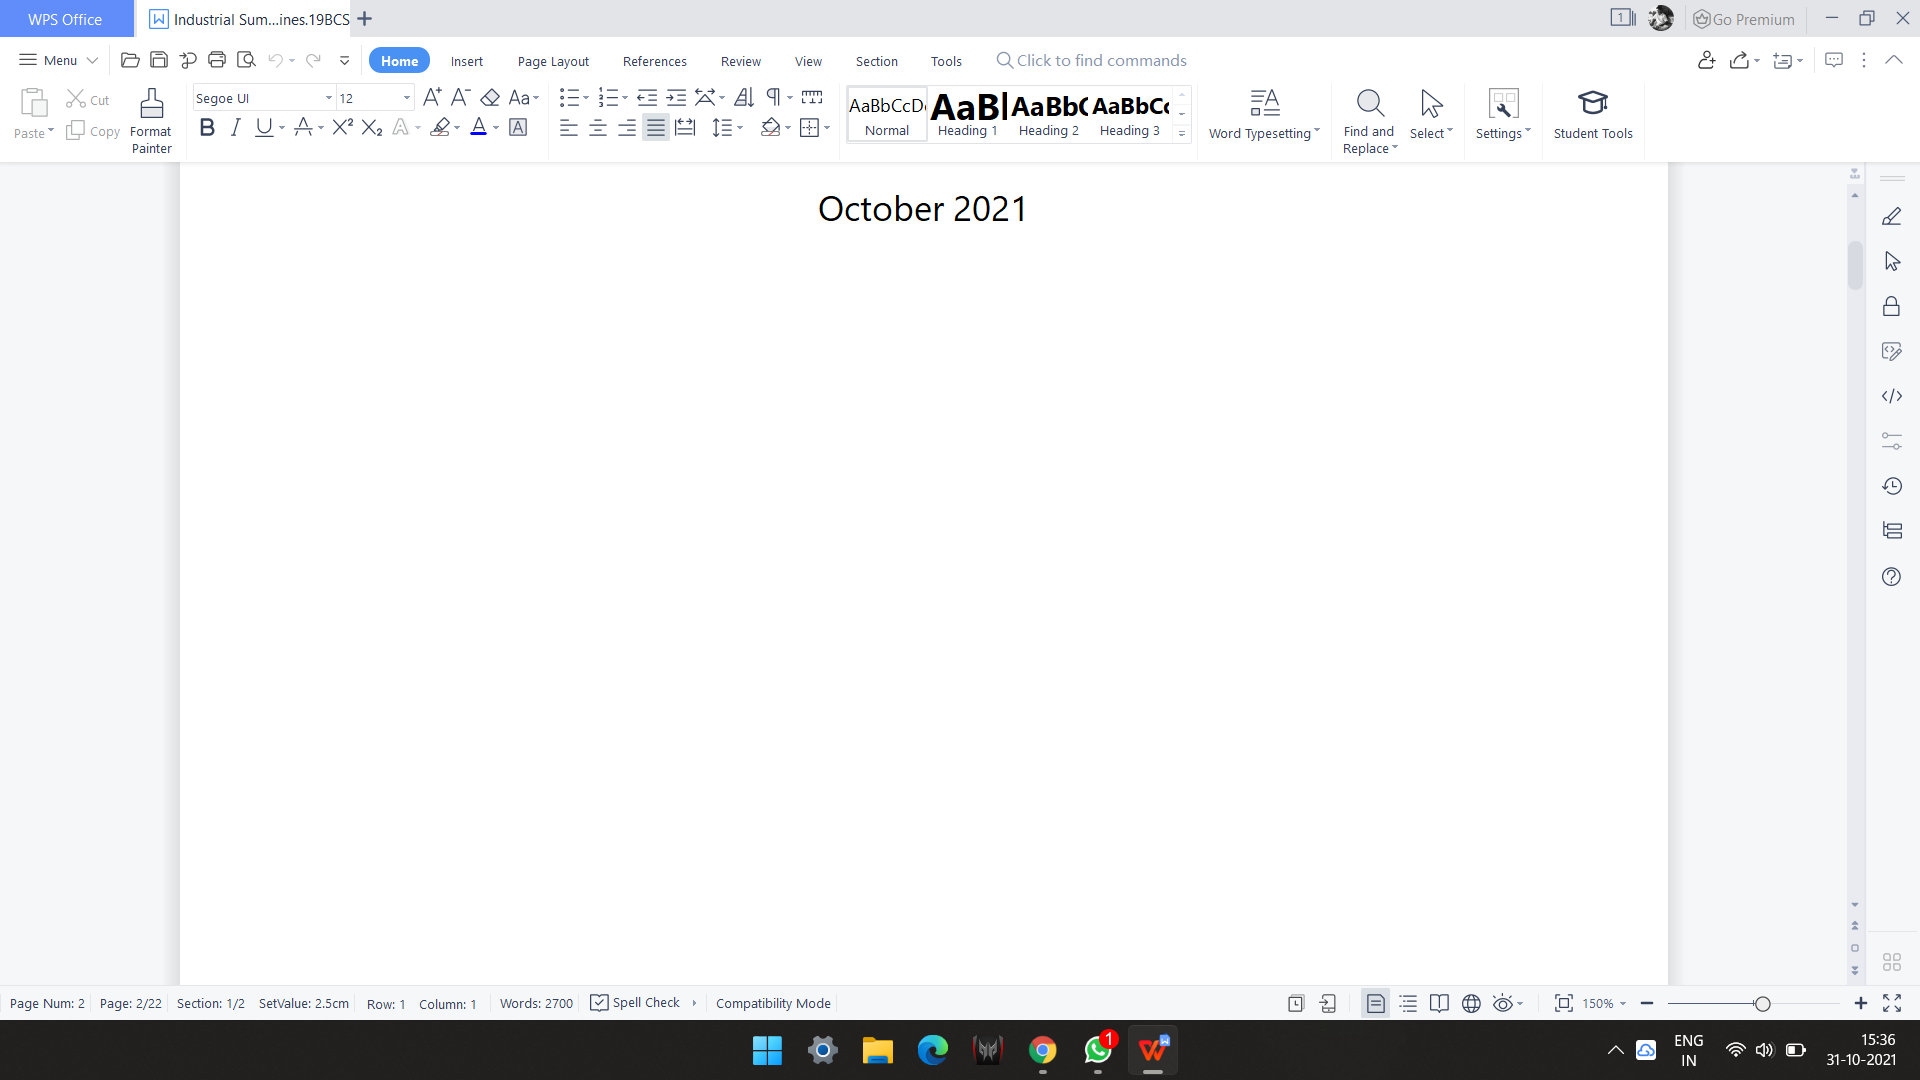 WPS Office
Industrial Sum...ines.19BCS
1
Go Premium
Menu
Home
Insert
Page Layout
References
Review
View
Section
Tools
Click to find commands
Paste
Cut
Copy
Format Painter
Segoe UI
12
AaBbCcDc
Normal
AaBl
Heading 1
AaBbC
Heading 2
AaBbCc
Heading 3
Word Typesetting
Find and Replace
Select
Settings
Student Tools
October 2021
Page Num: 2
Page: 2/22
Section: 1/2
SetValue: 2.5cm
Row: 1
Column: 1
Words: 2700
Spell Check
Compatibility Mode
150%
1
ENG
IN
15:36
31-10-2021